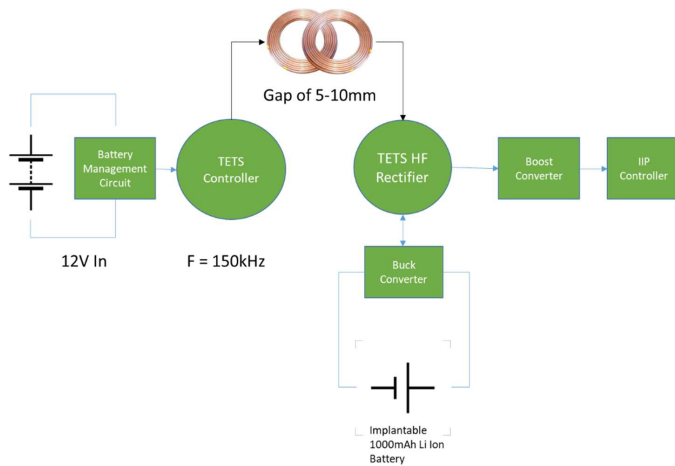 Gap of 5-10mm
Battery
Management
Circuit
TETS
Controller
TETS HF
Rectifier
Boost
Converter
IIP
Controller
12V In
F = 150kHz
Buck
Converter
Implantable
1000mAh Li Ion
Battery